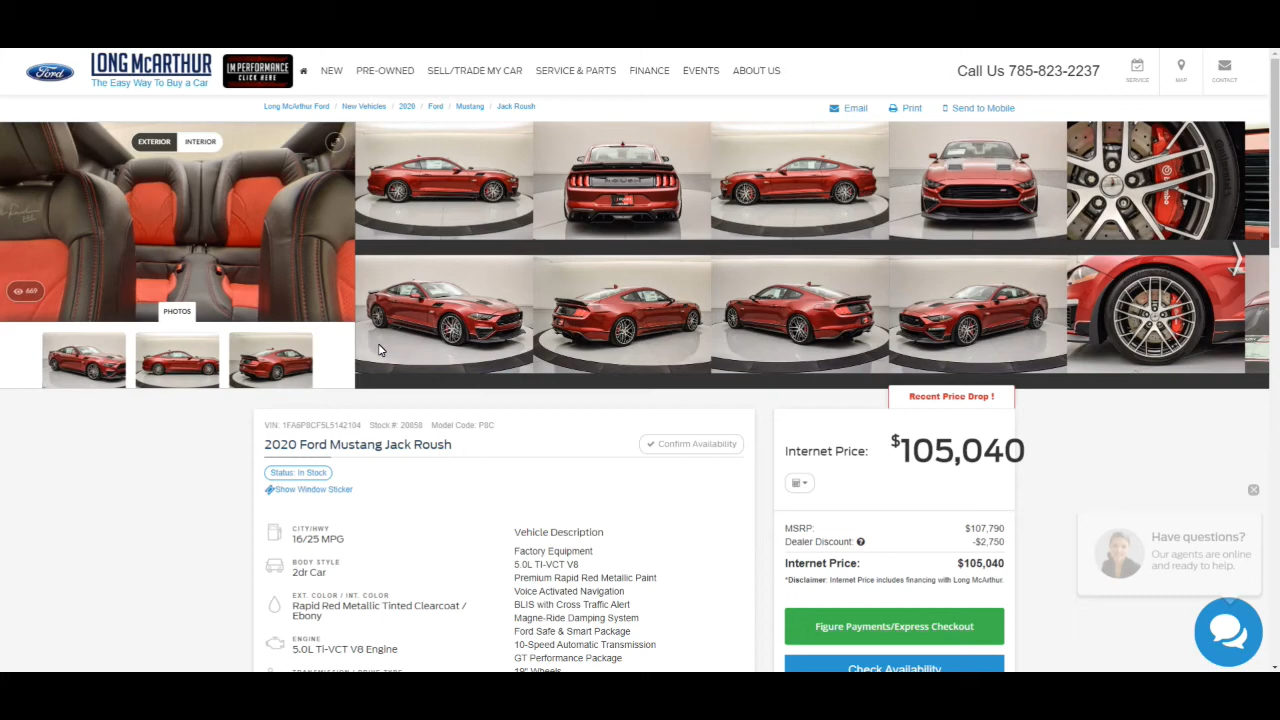 Ford
LONG McARTHUR
The Easy Way To Buy a Car
LM PERFORMANCE
CLICK HERE
NEW
PRE-OWNED
SELL/TRADE MY CAR
SERVICE & PARTS
FINANCE
EVENTS
ABOUT US
Call Us 785-823-2237
SERVICE
MAP
CONTACT
Long McArthur Ford / New Vehicles / 2020 / Ford / Mustang / Jack Roush
Email
Print
Send to Mobile
EXTERIOR
INTERIOR
669
PHOTOS
Recent Price Drop !
VIN: 1FA6P8CF5L5142104 Stock #: 20858 Model Code: P8C
2020 Ford Mustang Jack Roush
Confirm Availability
Status: In Stock
Show Window Sticker
CITY/HWY
16/25 MPG
BODY STYLE
2dr Car
EXT. COLOR / INT. COLOR
Rapid Red Metallic Tinted Clearcoat /
Ebony
ENGINE
5.0L Ti-VCT V8 Engine
TRANSMISSION / DRIVE TYPE
Vehicle Description
Factory Equipment
5.0L TI-VCT V8
Premium Rapid Red Metallic Paint
Voice Activated Navigation
BLIS with Cross Traffic Alert
Magne-Ride Damping System
Ford Safe & Smart Package
10-Speed Automatic Transmission
GT Performance Package
19" Wheels
Internet Price:
$105,040
MSRP: $107,790
Dealer Discount: -$2,750
Internet Price: $105,040
*Disclaimer: Internet Price includes financing with Long McArthur.
Figure Payments/Express Checkout
Check Availability
Have questions?
Our agents are online
and ready to help.